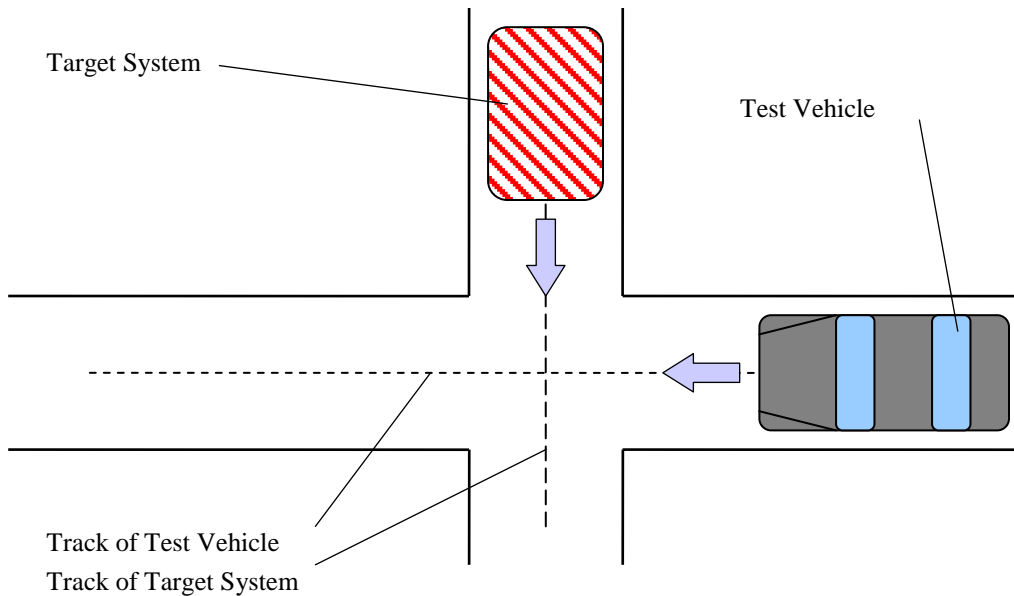 Target System
Test Vehicle
Track of Test Vehicle
Track of Target System